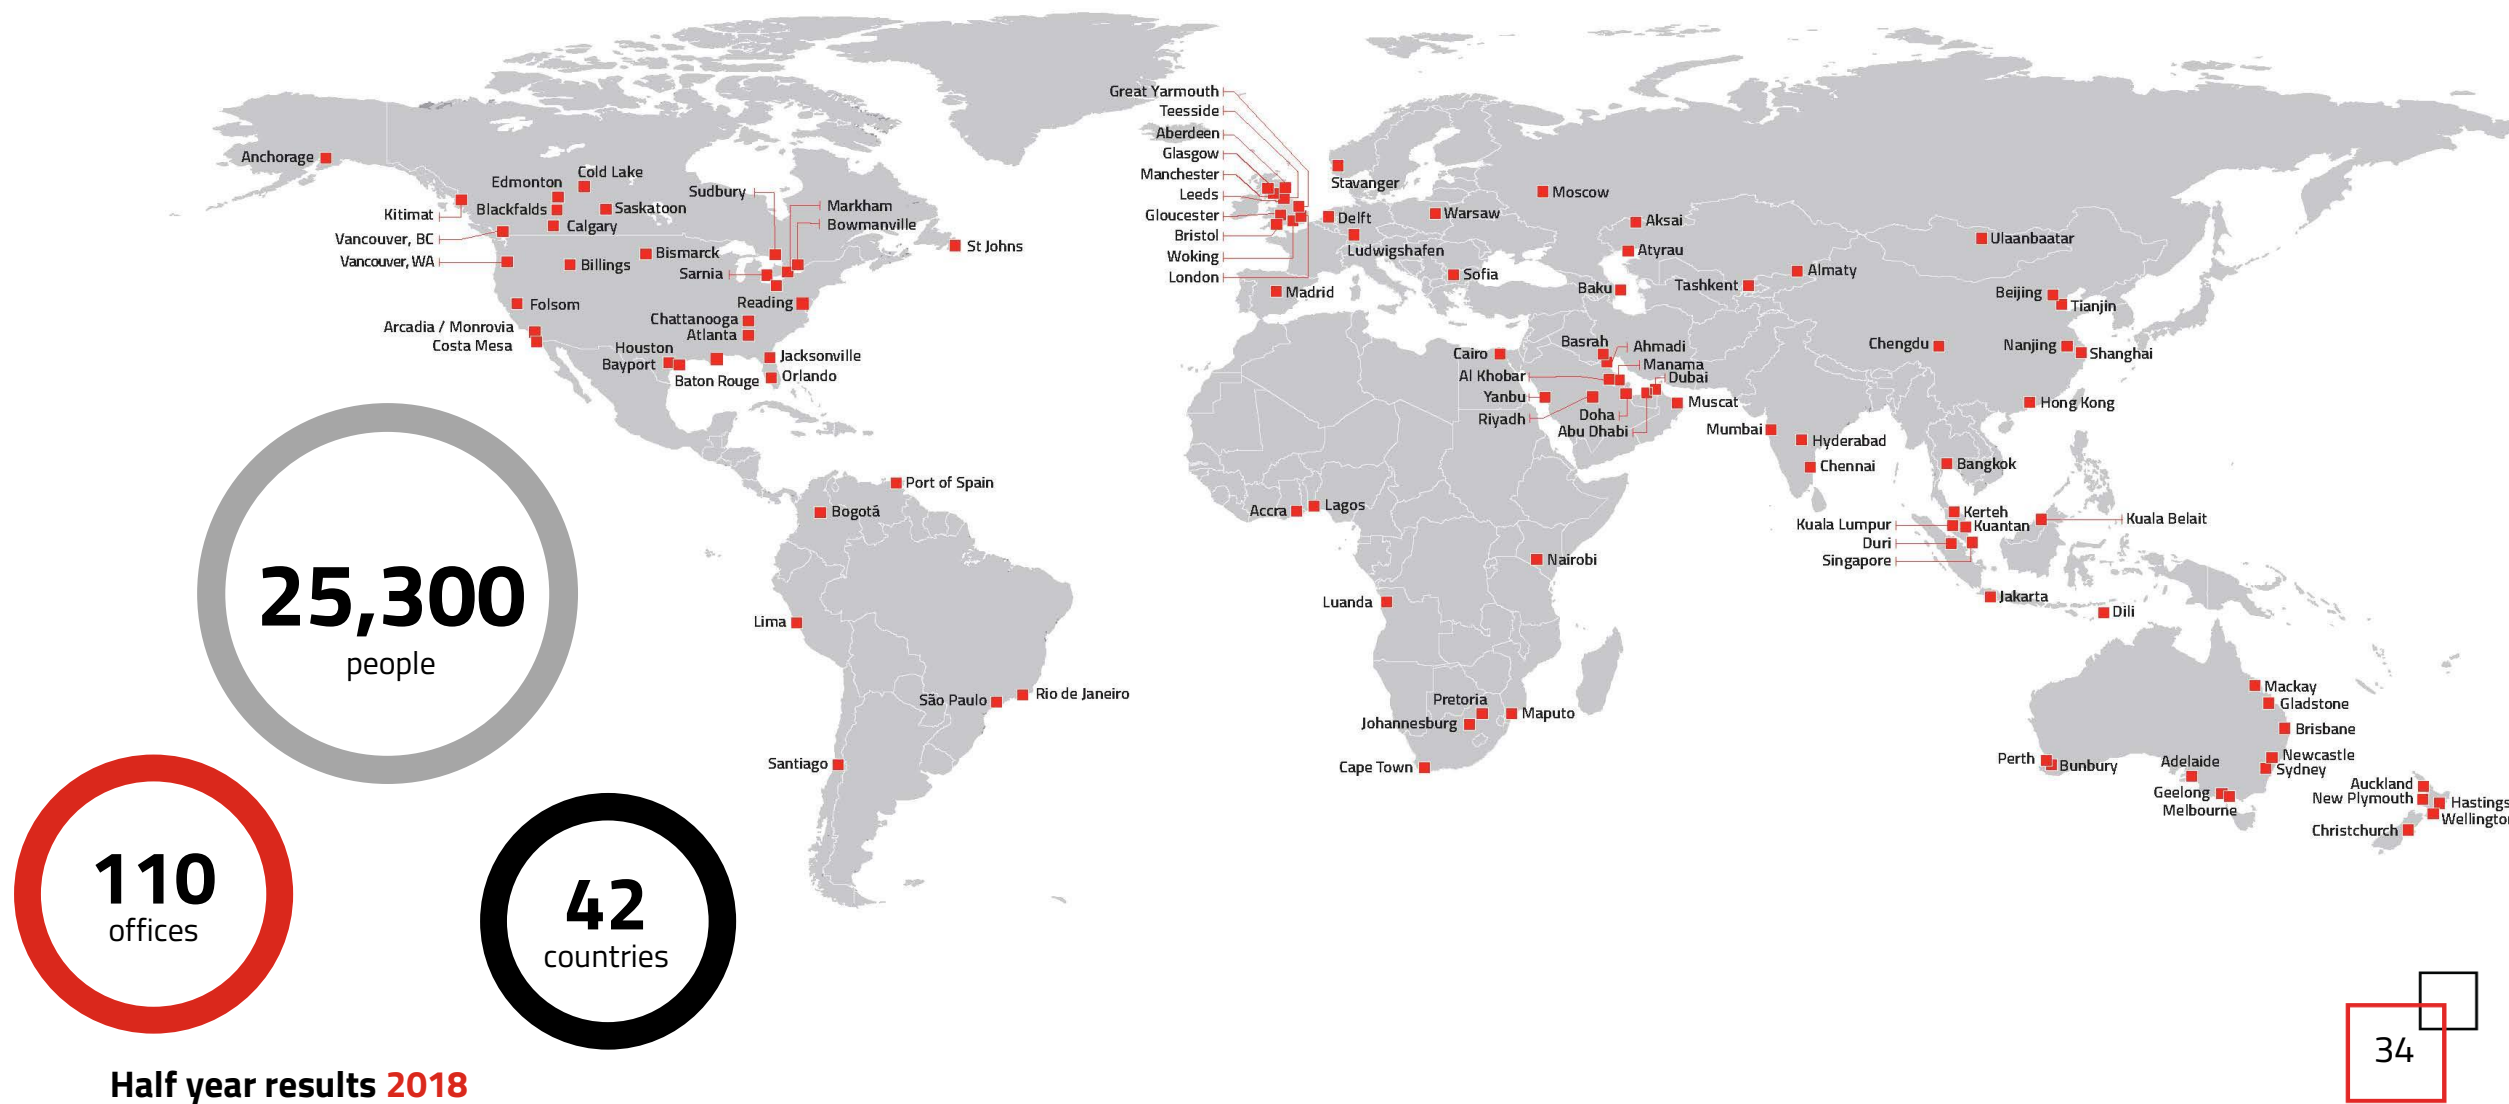 Great Yarmouth
Teesside
Aberdeen
Glasgow
Manchester
Leeds
Gloucester
Bristol
Woking
London
Anchorage
Cold Lake
Edmonton
Sudbury
Kitimat
Blackfalds
Saskatoon
Markham
Calgary
Bowmanville
Vancouver, BC
St Johns
Vancouver, WA
Bismarck
Billings
Sarnia
Folsom
Reading
Arcadia / Monrovia
Chattanooga
Costa Mesa
Atlanta
Houston
Jacksonville
Bayport
Baton Rouge
Orlando
Stavanger
Moscow
Delft
Warsaw
Aksai
Ludwigshafen
Atyrau
Ulaanbaatar
Sofia
Almaty
Madrid
Baku
Tashkent
Beijing
Tianjin
Cairo
Basrah
Ahmadi
Manama
Al Khobar
Dubai
Yanbu
Riyadh
Doha
Abu Dhabi
Muscat
Chengdu
Nanjing
Shanghai
Hong Kong
Mumbai
Hyderabad
Chennai
Bangkok
Port of Spain
Bogotá
Accra
Lagos
Kerteh
Kuala Lumpur
Kuantan
Kuala Belait
Duri
Singapore
Nairobi
Luanda
Jakarta
Dili
Lima
São Paulo
Rio de Janeiro
Santiago
Pretoria
Johannesburg
Maputo
Cape Town
Mackay
Gladstone
Brisbane
Perth
Bunbury
Adelaide
Newcastle
Sydney
Geelong
Melbourne
Auckland
New Plymouth
Hastings
Wellingto
Christchurch
25,300
people
110
offices
42
countries
Half year results 2018
34